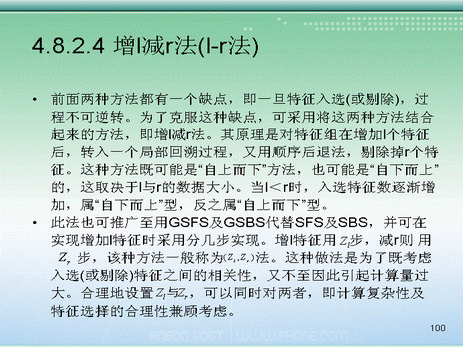 4.8.2.4 增l减r法(l-r法)
• 前面两种方法都有一个缺点，即一旦特征入选(或剔除)，过
程不可逆转。为了克服这种缺点，可采用将这两种方法结合
起来的方法，即增l减r法。其原理是对特征组在增加l个特征
后，转入一个局部回溯过程，又用顺序后退法，剔除掉r个特
征。这种方法既可能是“自上而下”方法，也可能是“自下而上”
的，这取决于l与r的数据大小。当l＜r时，入选特征数逐渐增
加，属“自下而上”型，反之属“自上而下”型。
• 此法也可推广至用GSFS及GSBS代替SFS及SBS，并可在
实现增加l特征时采用分几步实现。增l特征用 Zl步，减r则 用
Zr 步，该种方法一般称为(Zl,Zr)法。这种做法是为了既考虑
入选(或剔除)特征之间的相关性，又不至因此引起计算量过
大。合理地设置Zl与Zr，可以同时对两者，即计算复杂性及
特征选择的合理性兼顾考虑。
100